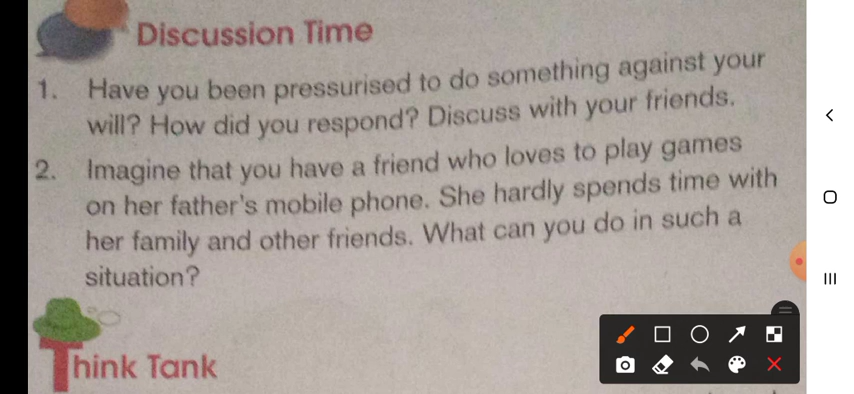 Discussion Time
1. Have you been pressurised to do something against your
will? How did you respond? Discuss with your friends.
2. Imagine that you have a friend who loves to play games
on her father's mobile phone. She hardly spends time with
her family and other friends. What can you do in such a
situation?
Think Tank